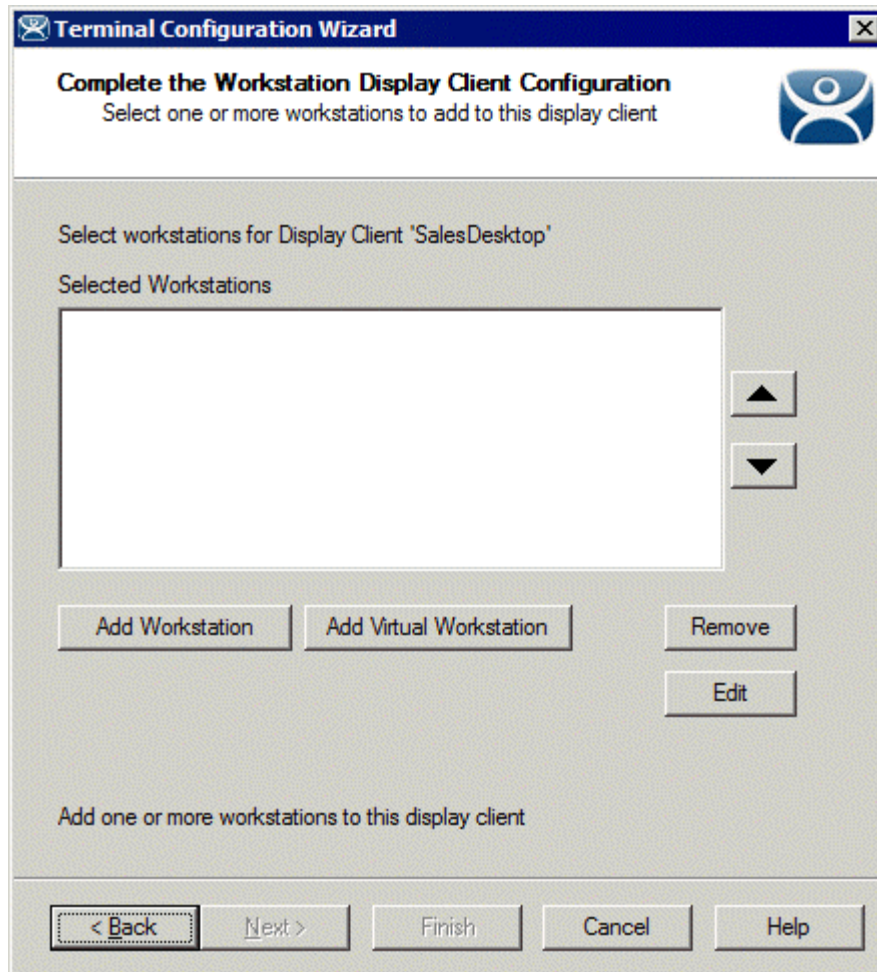 Terminal Configuration Wizard
Complete the Workstation Display Client Configuration
Select one or more workstations to add to this display client
Select workstations for Display Client 'SalesDesktop'
Selected Workstations
Add Workstation
Add Virtual Workstation
Remove
Edit
Add one or more workstations to this display client
< Back
Next >
Finish
Cancel
Help